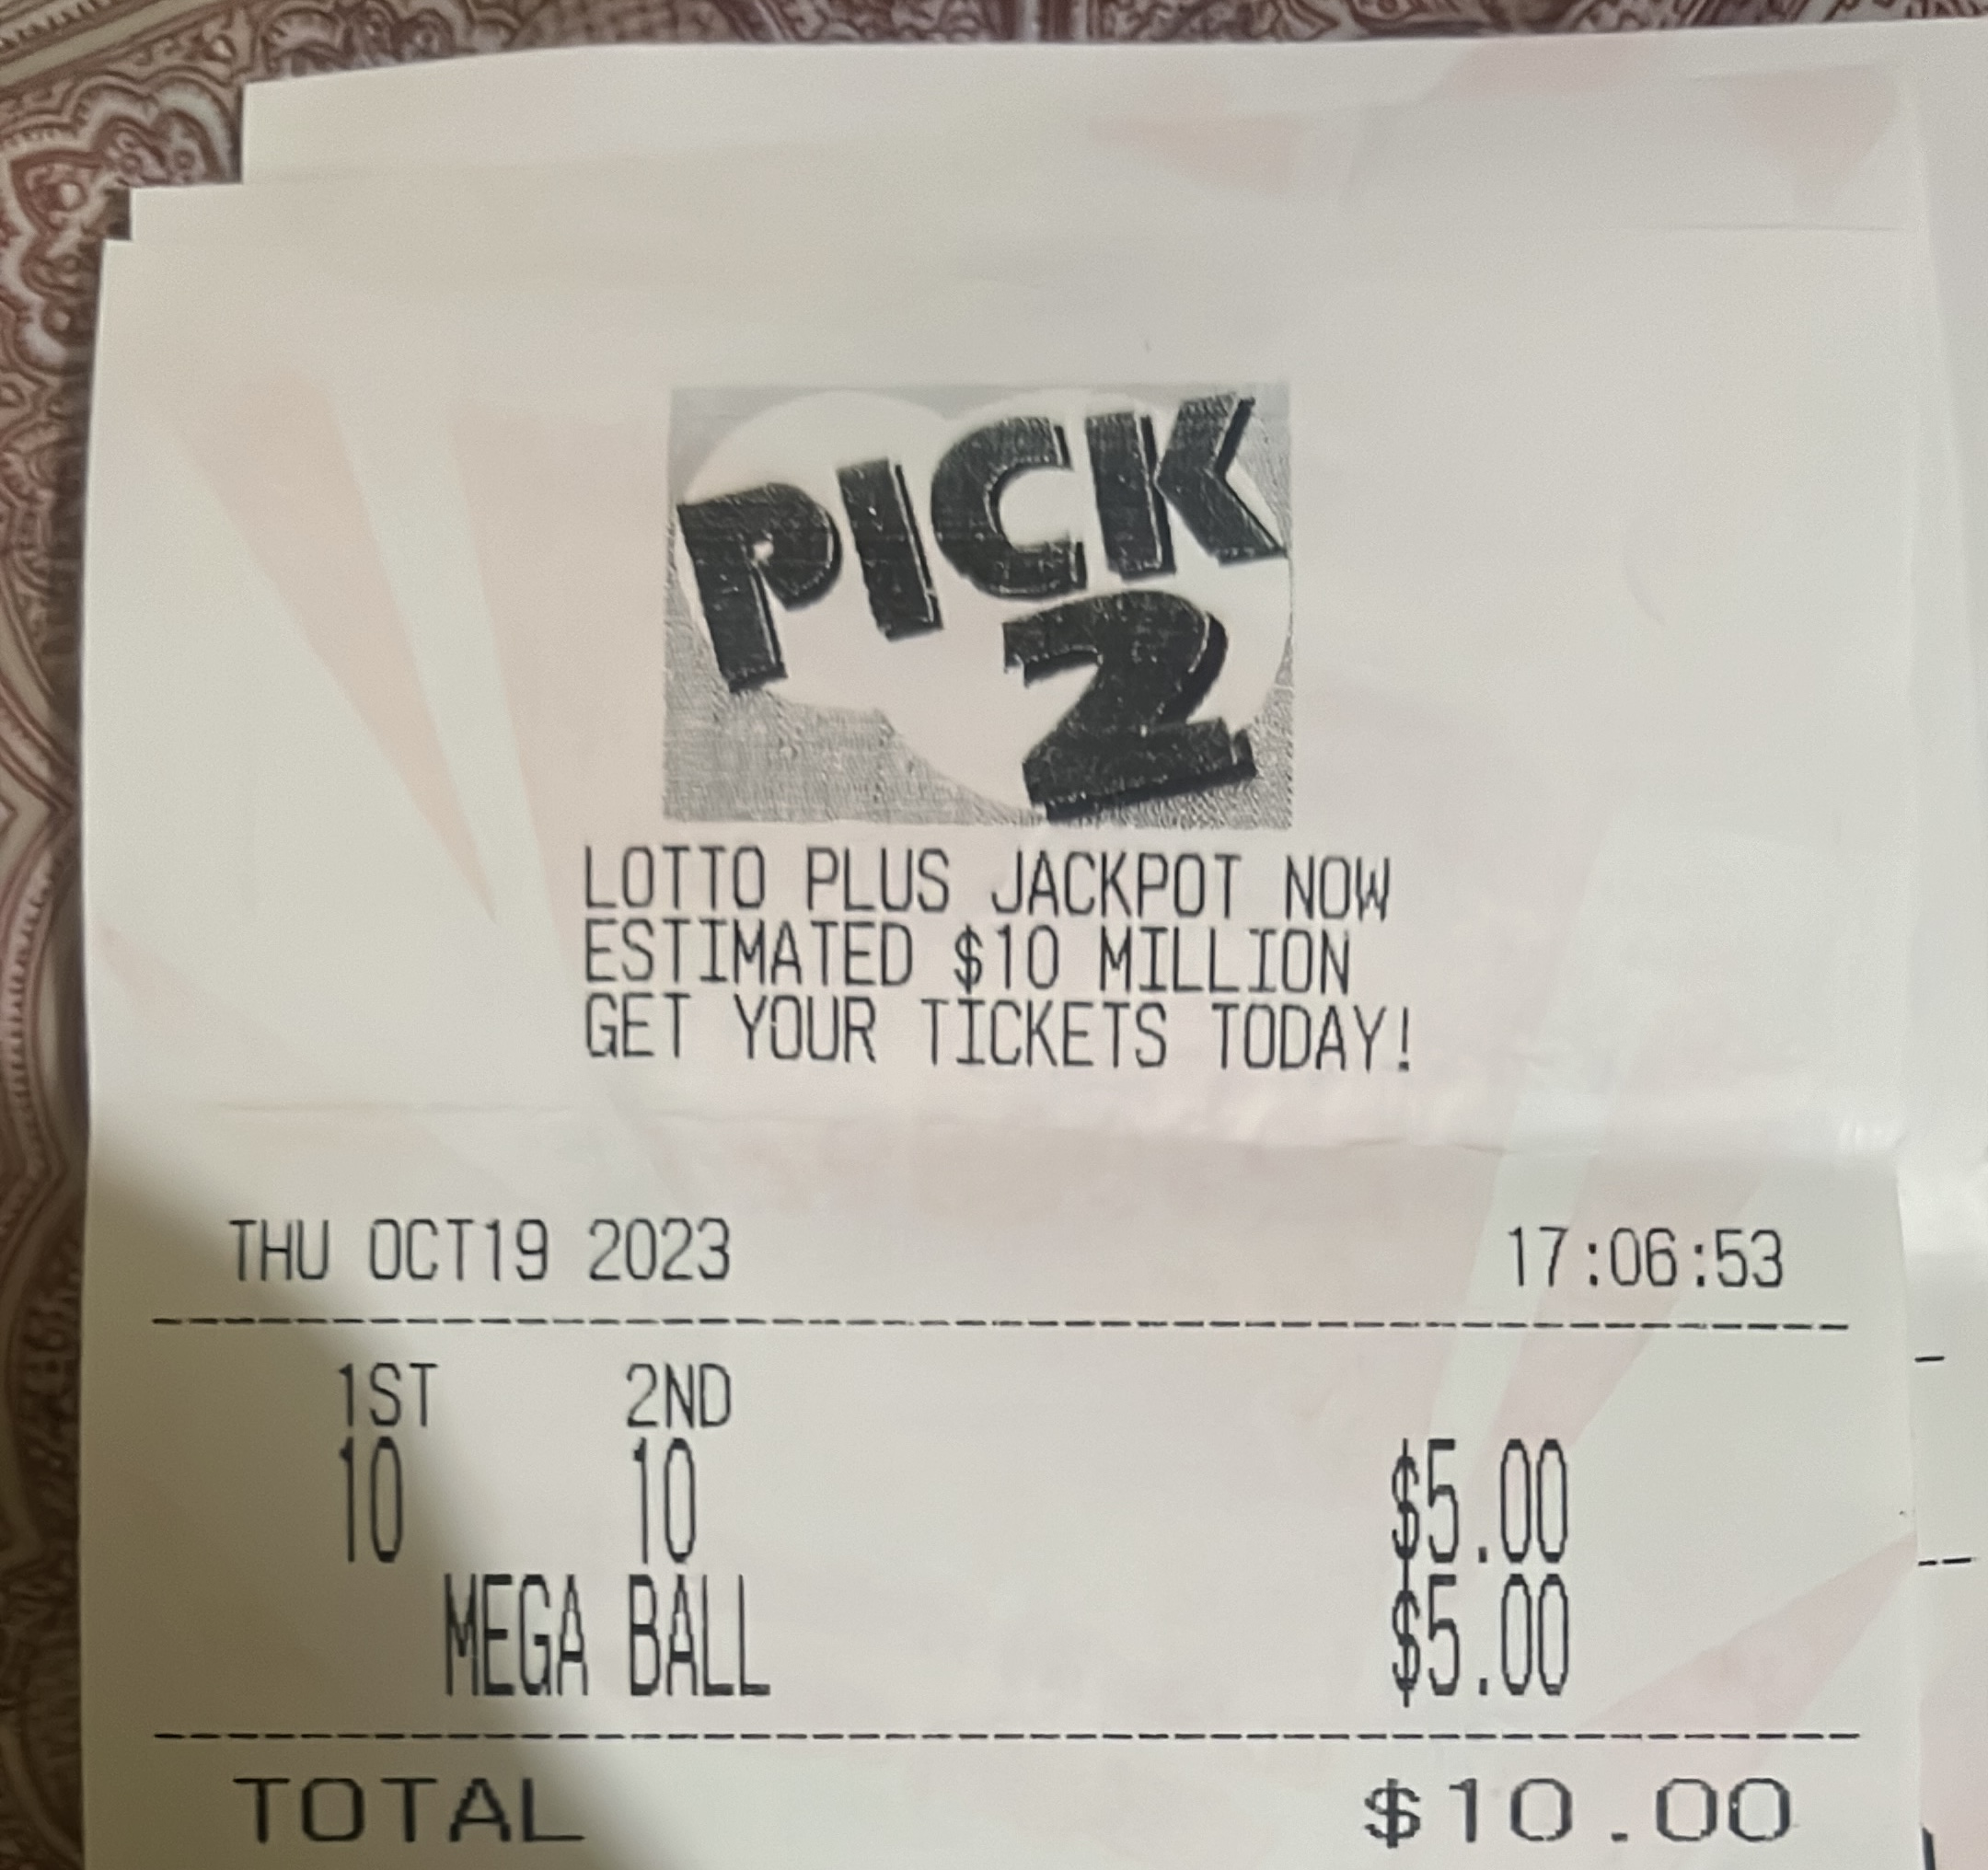 PICK
2
LOTTO PLUS JACKPOT NOW
ESTIMATED $10 MILLION
GET YOUR TICKETS TODAY!
THU OCT19 2023 17:06:53
1ST 2ND
10 10 $5.00
MEGA BALL $5.00
TOTAL $10.00